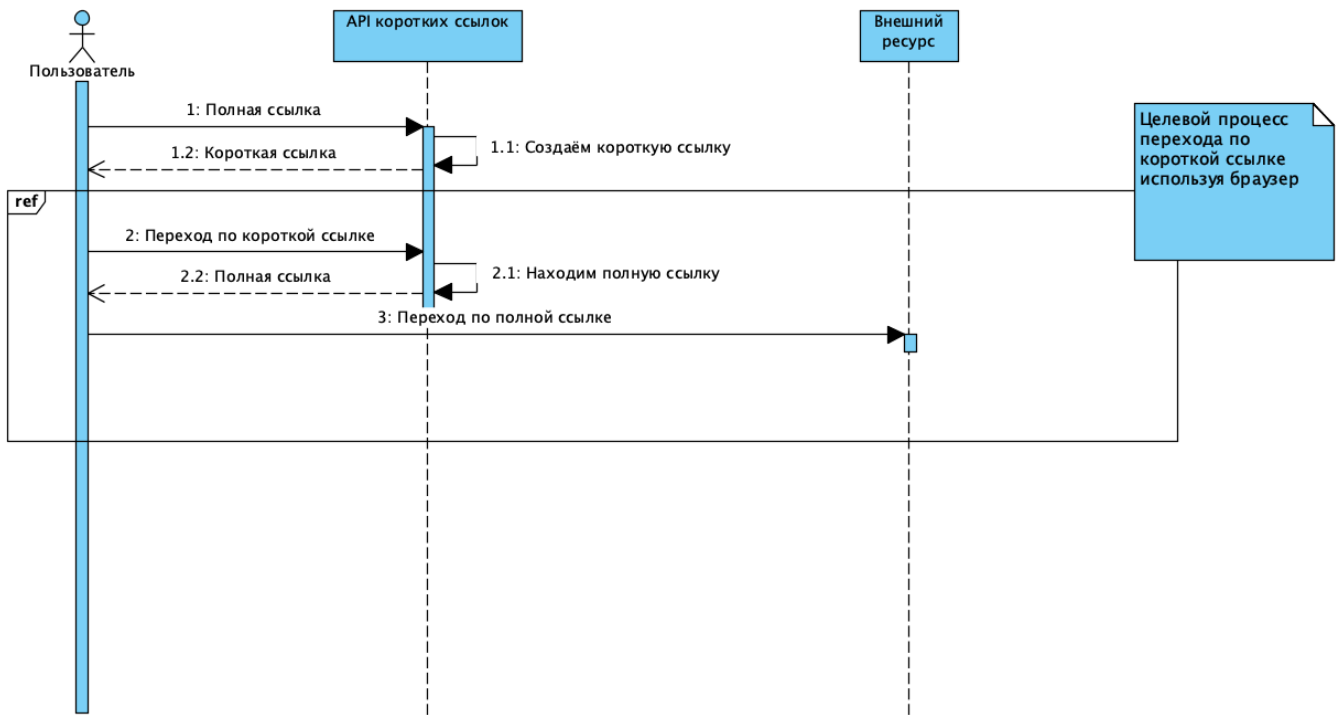 Пользователь
API коротких ссылок
Внешний
ресурс
1: Полная ссылка
1.1: Создаём короткую ссылку
1.2: Короткая ссылка
Целевой процесс
перехода по
короткой ссылке
используя браузер
ref
2: Переход по короткой ссылке
2.1: Находим полную ссылку
2.2: Полная ссылка
3: Переход по полной ссылке